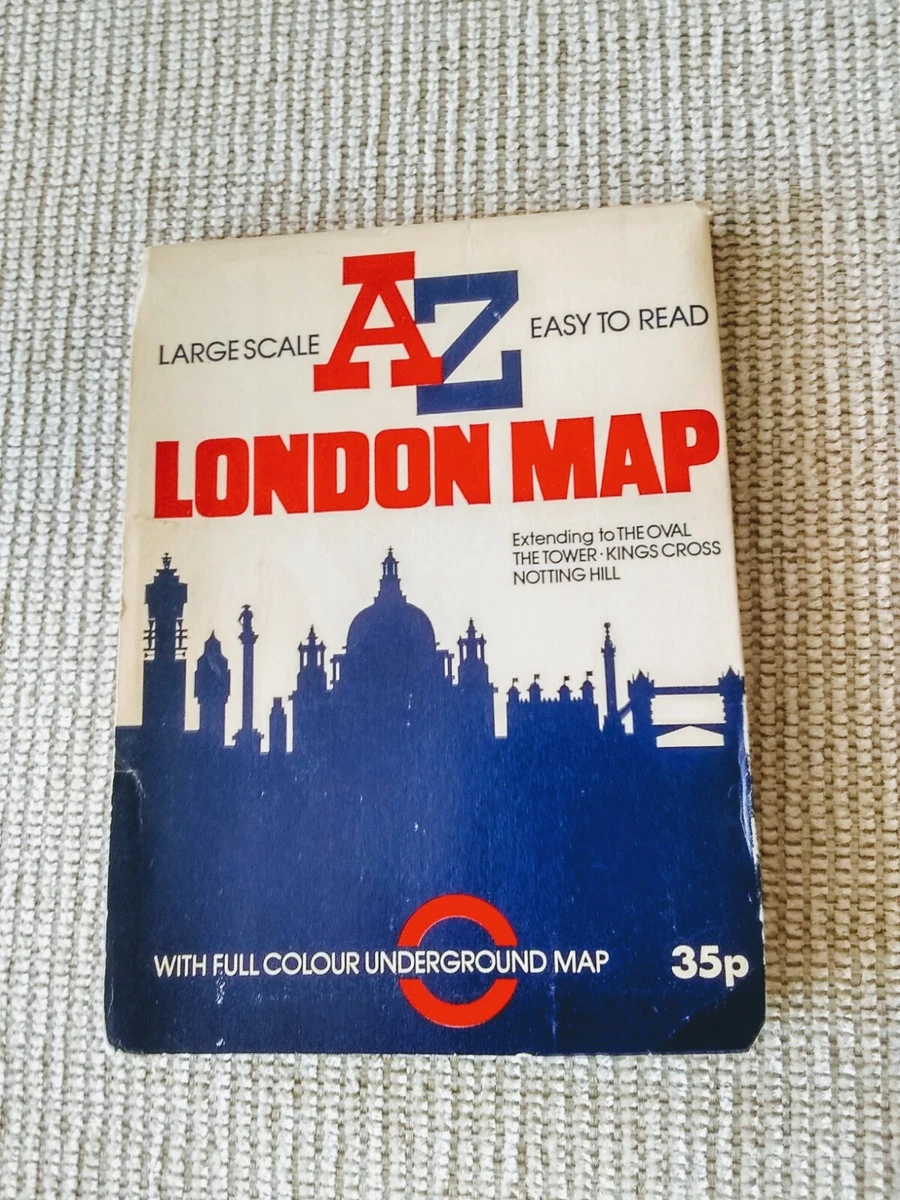 AZ
LARGE SCALE
EASY TO READ
LONDON MAP
Extending to THE OVAL
THE TOWER · KINGS CROSS
NOTTING HILL
WITH FULL COLOUR UNDERGROUND MAP
35p